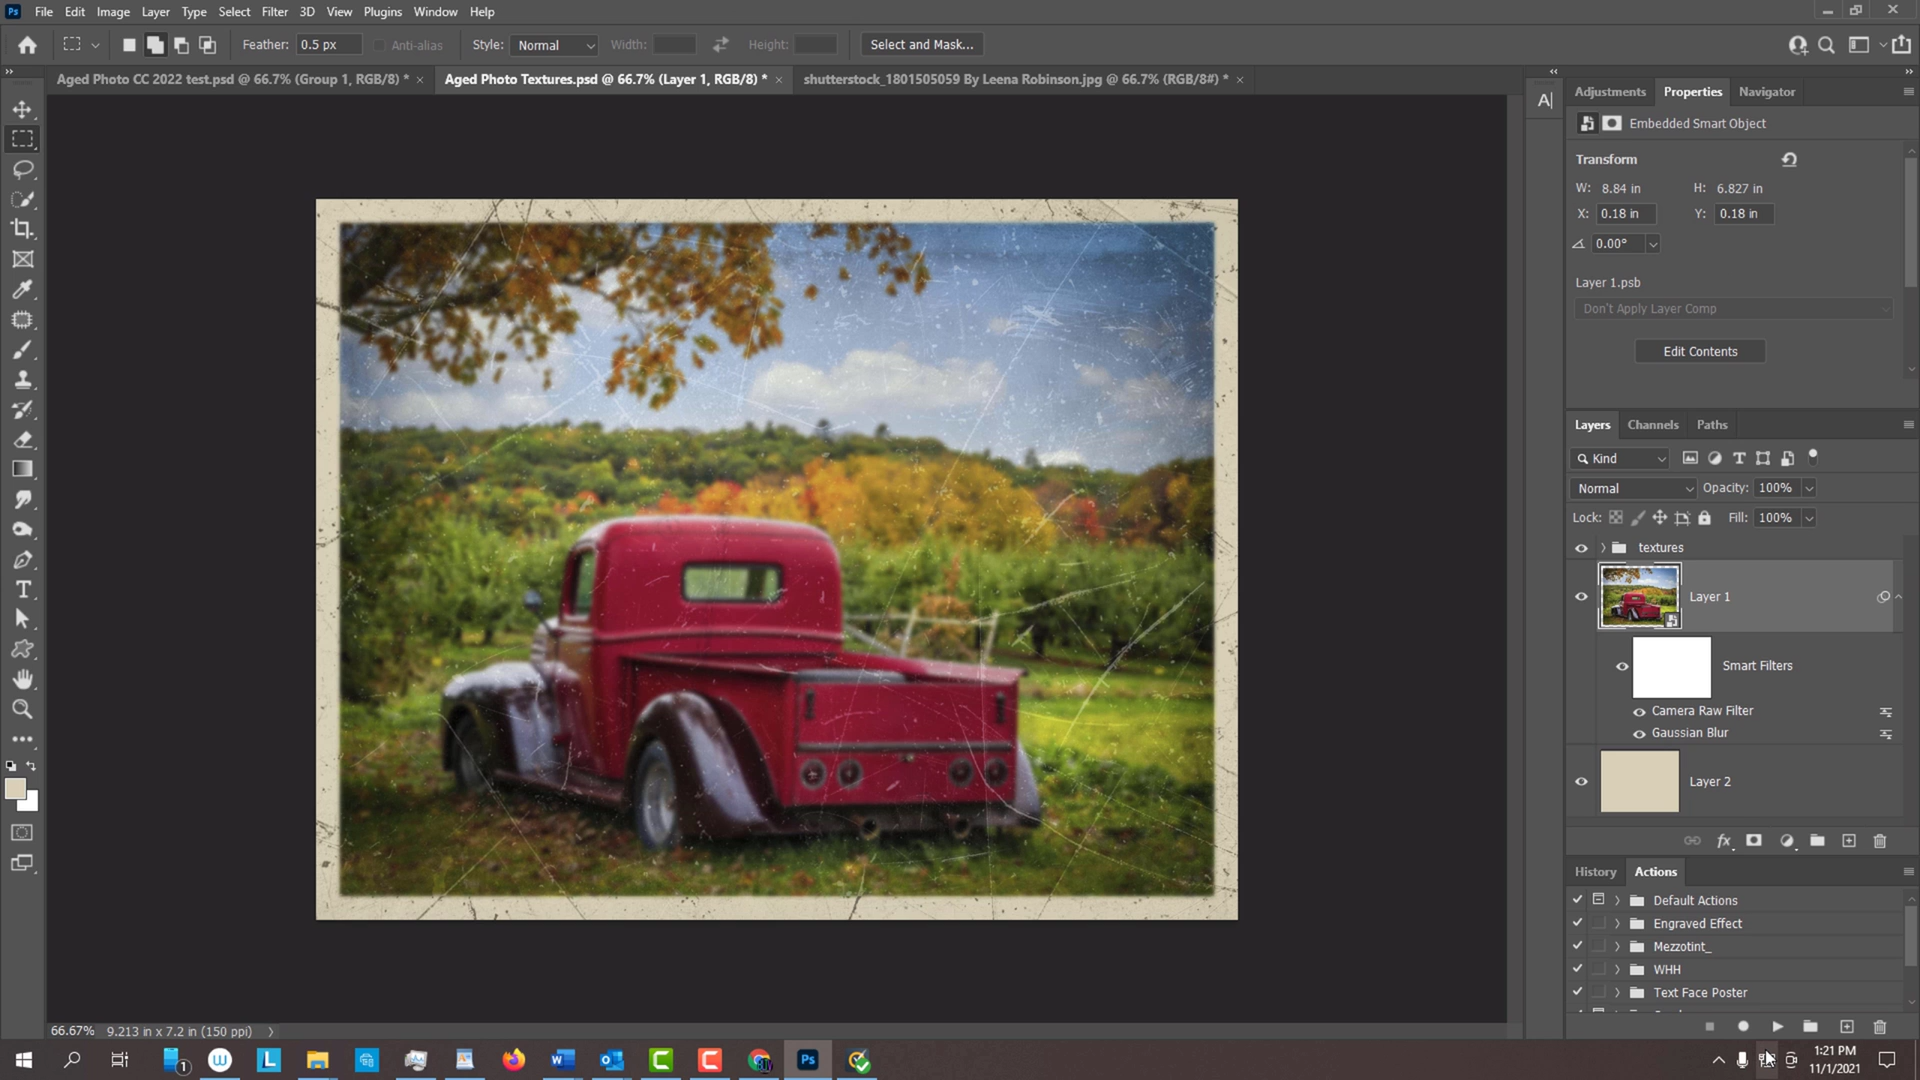 Ps File Edit Image Layer Type Select Filter 3D View Plugins Window Help
Feather: 0.5 px Anti-alias Style: Normal Width: Height: Select and Mask...
Aged Photo CC 2022 test.psd @ 66.7% (Group 1, RGB/8) * × Aged Photo Textures.psd @ 66.7% (Layer 1, RGB/8) * × shutterstock_1801505059 By Leena Robinson.jpg @ 66.7% (RGB/8#) * ×
A|
Adjustments Properties Navigator
Embedded Smart Object
Transform
W: 8.84 in H: 6.827 in
X: 0.18 in Y: 0.18 in
0.00°
Layer 1.psb
Don't Apply Layer Comp
Edit Contents
Layers Channels Paths
Kind
Normal Opacity: 100%
Lock: Fill: 100%
textures
Layer 1
Smart Filters
Camera Raw Filter
Gaussian Blur
Layer 2
fx
History Actions
Default Actions
Engraved Effect
Mezzotint_
WHH
Text Face Poster
66.67% 9.213 in x 7.2 in (150 ppi)
1 W L W C C Ps
1:21 PM
11/1/2021